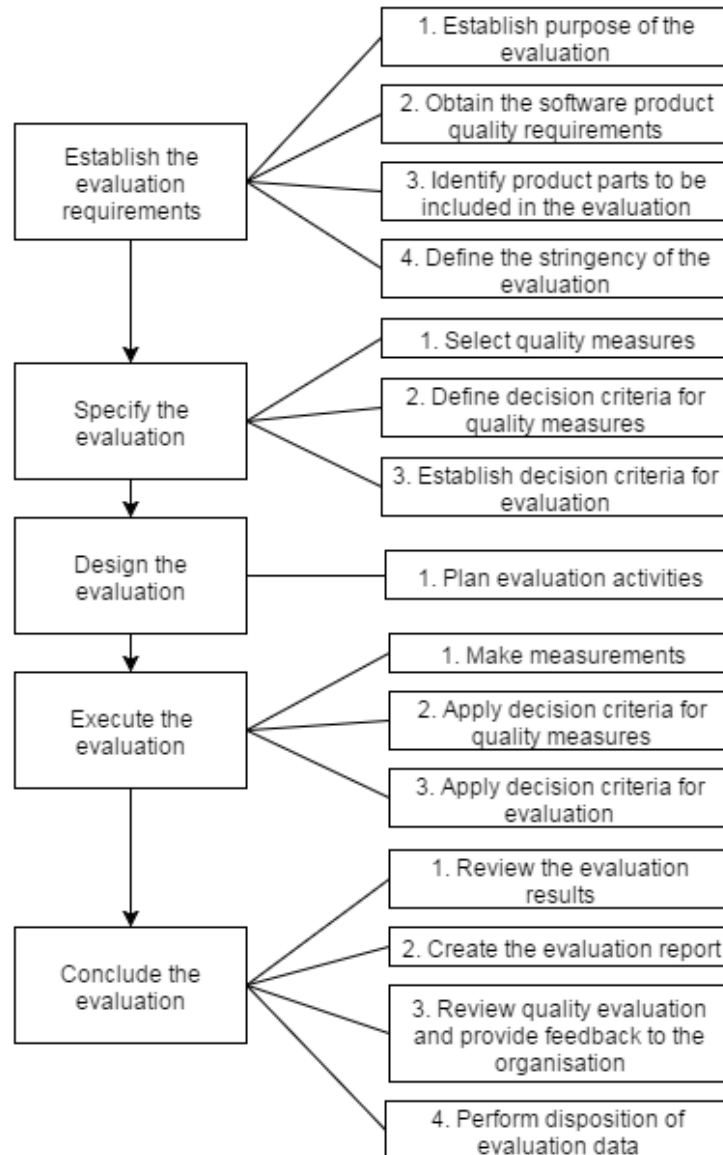 1. Establish purpose of the
evaluation
Establish the
evaluation
requirements
2. Obtain the software product
quality requirements
3. Identify product parts to be
included in the evaluation
4. Define the stringency of the
evaluation
Specify the
evaluation
1. Select quality measures
2. Define decision criteria for
quality measures
3. Establish decision criteria for
evaluation
Design the
evaluation
1. Plan evaluation activities
Execute the
evaluation
1. Make measurements
2. Apply decision criteria for
quality measures
3. Apply decision criteria for
evaluation
Conclude the
evaluation
1. Review the evaluation
results
2. Create the evaluation report
3. Review quality evaluation
and provide feedback to the
organisation
4. Perform disposition of
evaluation data